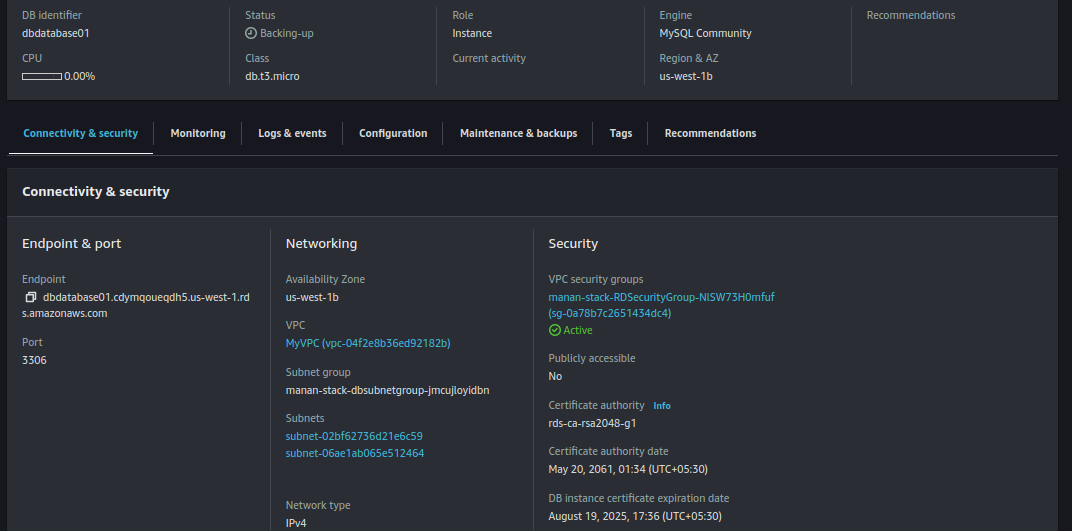 DB identifier
dbdatabase01
CPU
0.00%
Status
Backing-up
Class
db.t3.micro
Role
Instance
Current activity
Engine
MySQL Community
Region & AZ
us-west-1b
Recommendations
Connectivity & security
Monitoring
Logs & events
Configuration
Maintenance & backups
Tags
Recommendations
Connectivity & security
Endpoint & port
Endpoint
dbdatabase01.cdymqoueqdh5.us-west-1.rd
s.amazonaws.com
Port
3306
Networking
Availability Zone
us-west-1b
VPC
MyVPC (vpc-04f2e8b36ed92182b)
Subnet group
manan-stack-dbsubnetgroup-jmcujloyidbn
Subnets
subnet-02bf62736d21e6c59
subnet-06ae1ab065e512464
Network type
IPv4
Security
VPC security groups
manan-stack-RDSecurityGroup-NISW73H0mfuf
(sg-0a78b7c2651434dc4)
Active
Publicly accessible
No
Certificate authority Info
rds-ca-rsa2048-g1
Certificate authority date
May 20, 2061, 01:34 (UTC+05:30)
DB instance certificate expiration date
August 19, 2025, 17:36 (UTC+05:30)